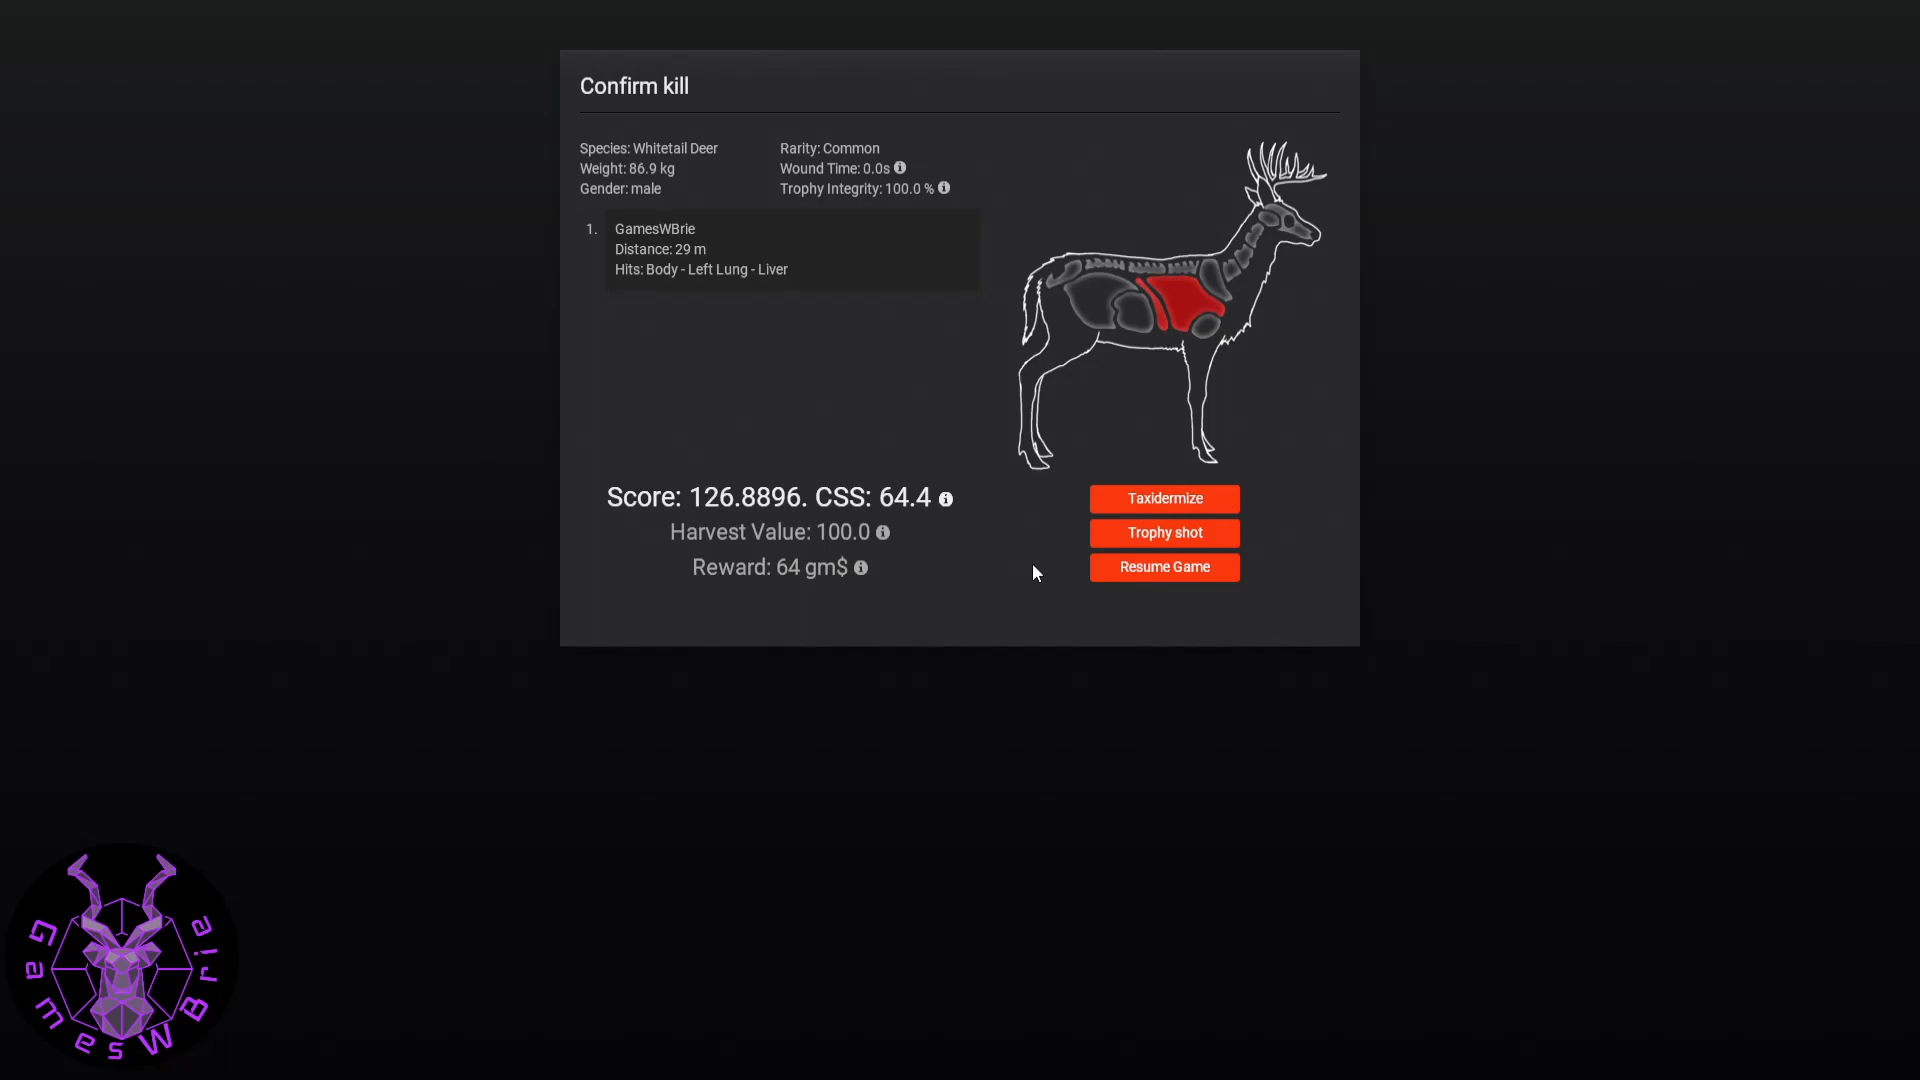 Confirm kill
Species: Whitetail Deer
Weight: 86.9 kg
Gender: male
Rarity: Common
Wound Time: 0.0s
Trophy Integrity: 100.0 %
1.
GamesWBrie
Distance: 29 m
Hits: Body - Left Lung - Liver
Score: 126.8896. CSS: 64.4
Harvest Value: 100.0
Reward: 64 gm$
Taxidermize
Trophy shot
Resume Game
GamesWBrie